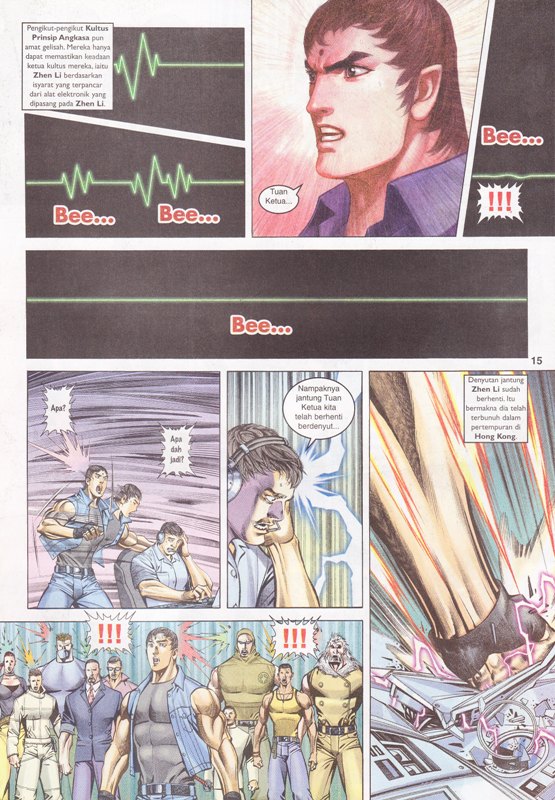 Pengikut-pengikut Kultus
Prinsip Angkasa pun
amat gelisah. Mereka hanya
dapat memastikan keadaan
ketua kultus mereka, iaitu
Zhen Li berdasarkan
isyarat yang terpancar
dari alat elektronik yang
dipasang pada Zhen Li.
Bee...
Bee...
Tuan
Ketua...
Bee...
!!!
Bee...
15
Apa?
Apa
dah
jadi?
Nampaknya
jantung Tuan
Ketua kita
telah berhenti
berdenyut...
Denyutan jantung
Zhen Li sudah
berhenti. Itu
bermakna dia telah
terbunuh dalam
pertempuran di
Hong Kong.
!!!
!!!